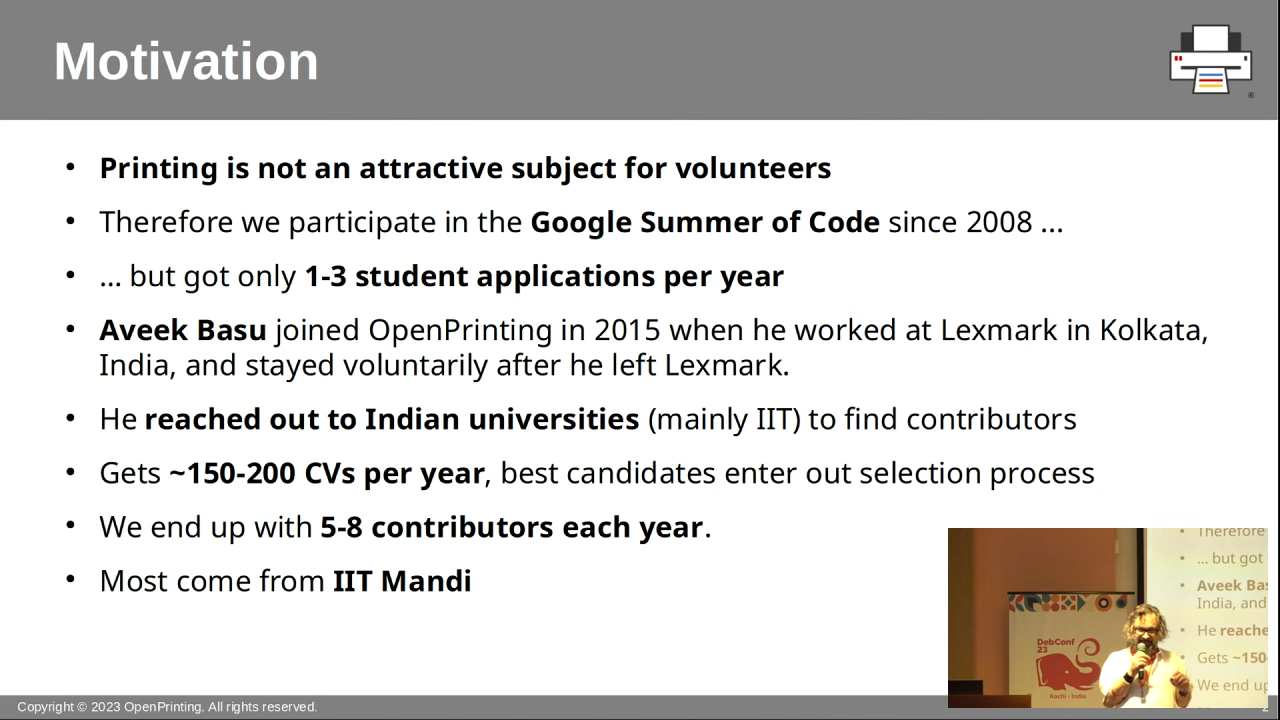 Motivation
®
• Printing is not an attractive subject for volunteers
• Therefore we participate in the Google Summer of Code since 2008 ...
• ... but got only 1-3 student applications per year
• Aveek Basu joined OpenPrinting in 2015 when he worked at Lexmark in Kolkata,
India, and stayed voluntarily after he left Lexmark.
• He reached out to Indian universities (mainly IIT) to find contributors
• Gets ~150-200 CVs per year, best candidates enter out selection process
• We end up with 5-8 contributors each year.
• Most come from IIT Mandi
Therefore
• ... but got
• Aveek Bas
India, and
• He reache
• Gets ~150-
We end up
DebConf
23
Kochi - India
Copyright © 2023 OpenPrinting. All rights reserved.
2